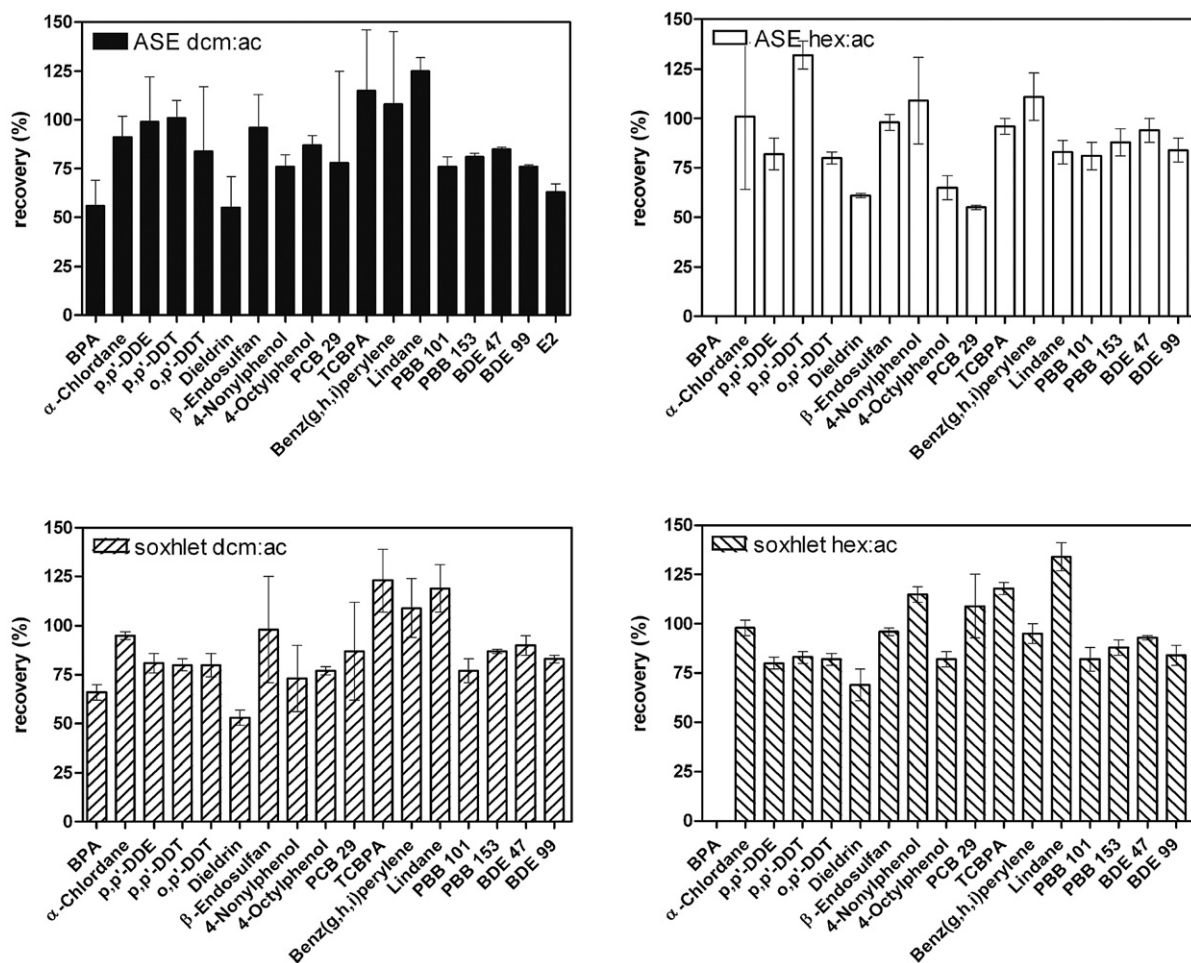 ASE dcm:ac
recovery (%)
150
125
100
75
50
25
0
BPA
α-Chlordane
p,p'-DDE
p,p'-DDT
o,p'-DDT
Dieldrin
β-Endosulfan
4-Nonylphenol
4-Octylphenol
PCB 29
TCBPA
Benz(g,h,i)perylene
Lindane
PBB 101
PBB 153
BDE 47
BDE 99
E2
ASE hex:ac
recovery (%)
150
125
100
75
50
25
0
BPA
α-Chlordane
p,p'-DDE
p,p'-DDT
o,p'-DDT
Dieldrin
β-Endosulfan
4-Nonylphenol
4-Octylphenol
PCB 29
TCBPA
Benz(g,h,i)perylene
Lindane
PBB 101
PBB 153
BDE 47
BDE 99
soxhlet dcm:ac
recovery (%)
150
125
100
75
50
25
0
BPA
α-Chlordane
p,p'-DDE
p,p'-DDT
o,p'-DDT
Dieldrin
β-Endosulfan
4-Nonylphenol
4-Octylphenol
PCB 29
TCBPA
Benz(g,h,i)perylene
Lindane
PBB 101
PBB 153
BDE 47
BDE 99
soxhlet hex:ac
recovery (%)
150
125
100
75
50
25
0
BPA
α-Chlordane
p,p'-DDE
p,p'-DDT
o,p'-DDT
Dieldrin
β-Endosulfan
4-Nonylphenol
4-Octylphenol
PCB 29
TCBPA
Benz(g,h,i)perylene
Lindane
PBB 101
PBB 153
BDE 47
BDE 99